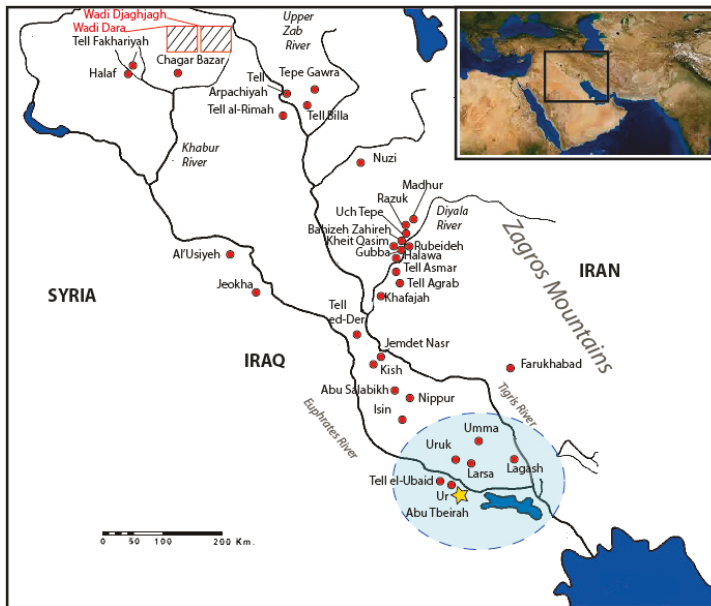 Wadi Djaghjagh
Wadi Dara
Tell Fakhariyah
Halaf
Chagar Bazar
Upper
Zab
River
Tell
Arpachiyah
Tepe Gawra
Tell al-Rimah
Tell Billa
Khabur
River
Nuzi
Madhur
Razuk
Uch Tepe
Diyala
River
Bahizeh Zahireh
Kheit Qasim
Rubeideh
Gubba
Halawa
Tell Asmar
Tell Agrab
Khafajah
Al'Usiyeh
Jeokha
SYRIA
IRAQ
IRAN
Zagros Mountains
Tell
ed-Der
Jemdet Nasr
Kish
Farukhabad
Abu Salabikh
Nippur
Isin
Tigris River
Euphrates River
Umma
Uruk
Larsa
Lagash
Tell el-Ubaid
Ur
Abu Tbeirah
0
100
200 Km.